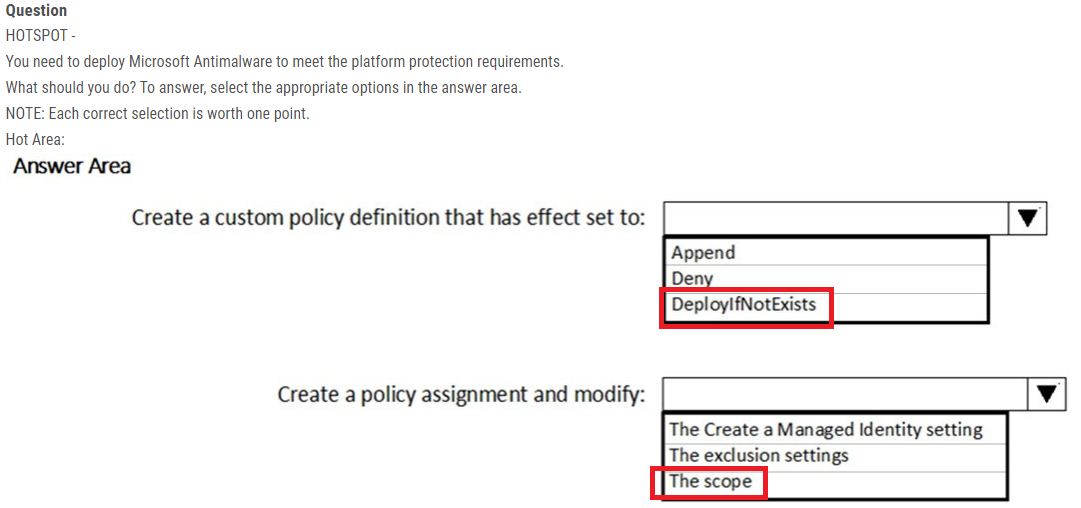 Question
HOTSPOT -
You need to deploy Microsoft Antimalware to meet the platform protection requirements.
What should you do? To answer, select the appropriate options in the answer area.
NOTE: Each correct selection is worth one point.
Hot Area:
Answer Area
Create a custom policy definition that has effect set to:
Append
Deny
DeployIfNotExists
Create a policy assignment and modify:
The Create a Managed Identity setting
The exclusion settings
The scope